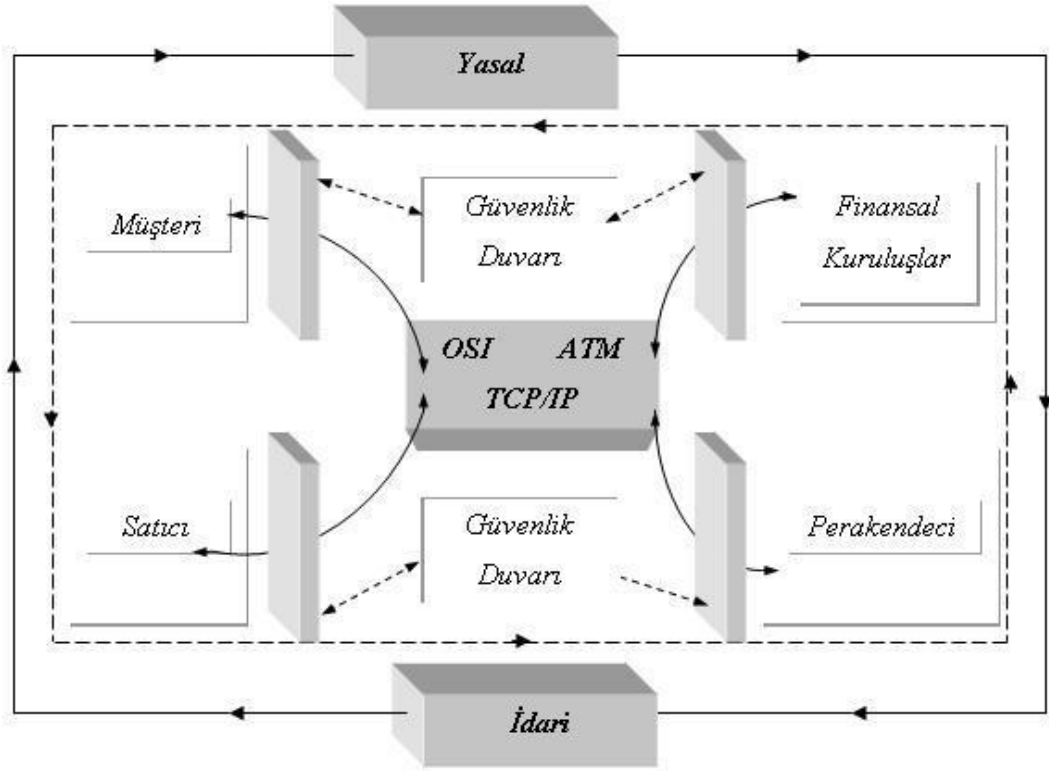 Yasal
Müşteri
Güvenlik
Duvarı
Finansal
Kuruluşlar
OSI ATM
TCP/IP
Satıcı
Güvenlik
Duvarı
Perakendeci
İdari